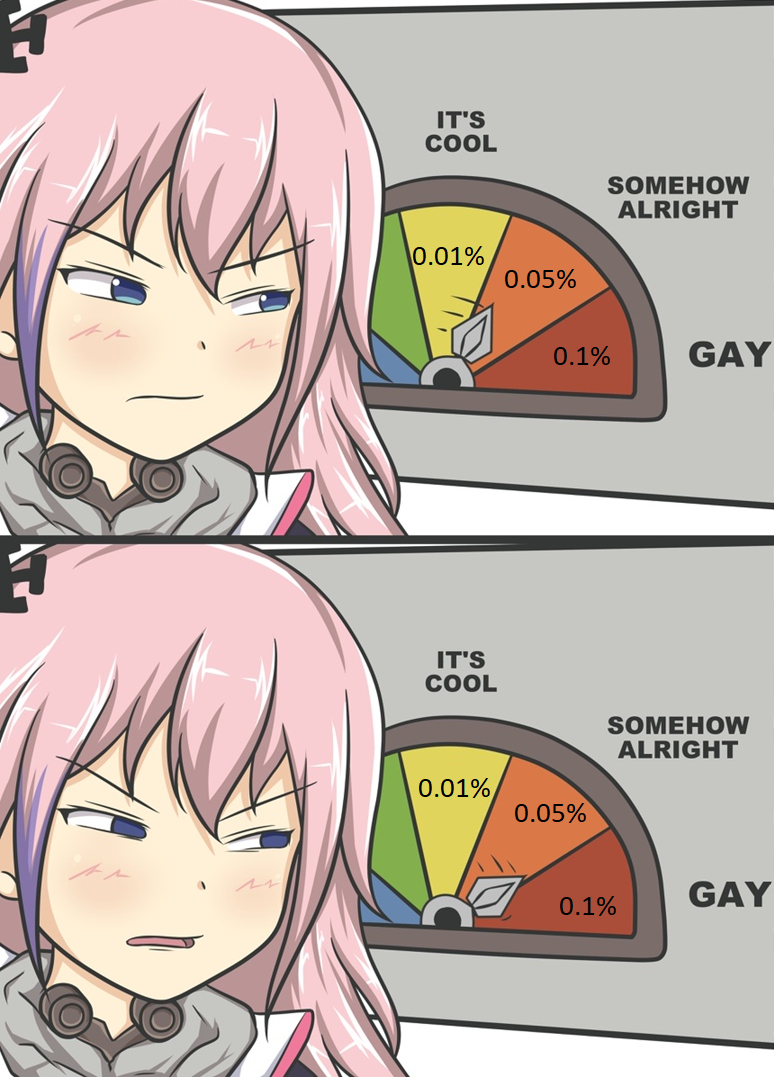 IT'S
COOL
SOMEHOW
ALRIGHT
0.01%
0.05%
0.1%
GAY
IT'S
COOL
SOMEHOW
ALRIGHT
0.01%
0.05%
0.1%
GAY